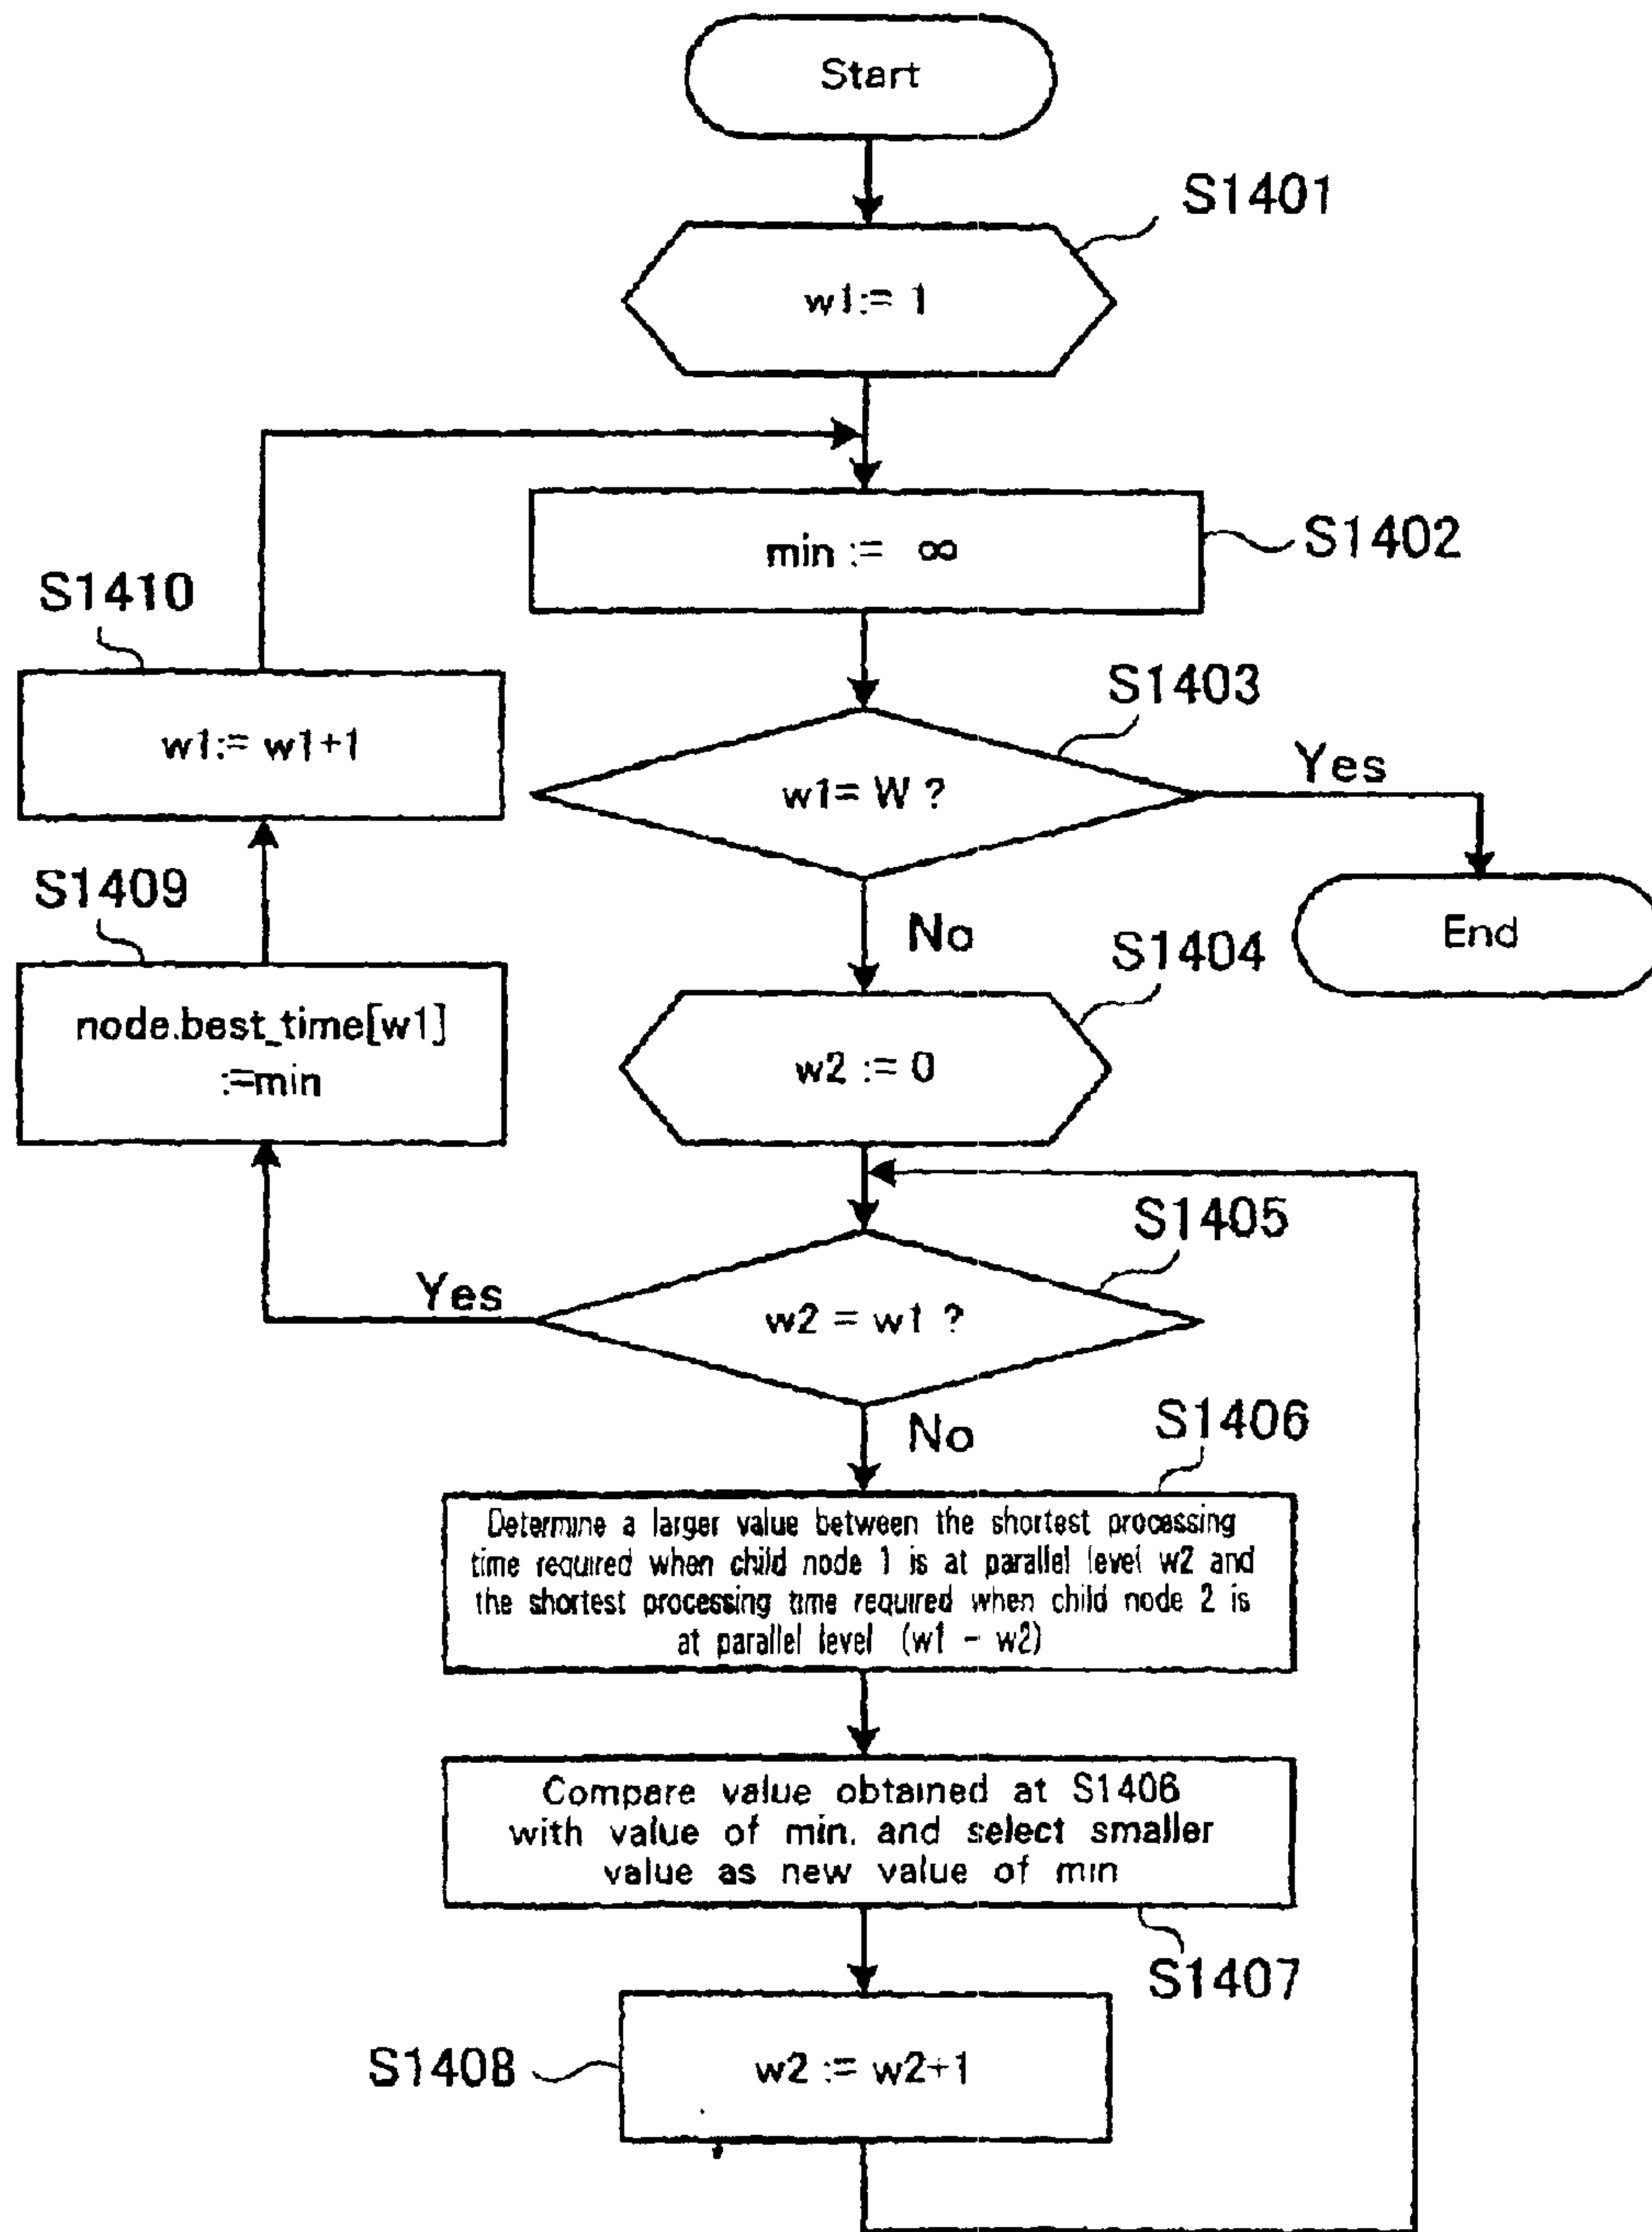 Start
S1401
w1:= 1
min := ∞
S1402
S1410
w1:= w1+1
S1403
w1= W ?
Yes
End
S1409
node.best_time[w1]
:=min
No
S1404
w2 := 0
S1405
w2 = w1 ?
Yes
No
S1406
Determine a larger value between the shortest processing
time required when child node 1 is at parallel level w2 and
the shortest processing time required when child node 2 is
at parallel level (w1 - w2)
Compare value obtained at S1406
with value of min, and select smaller
value as new value of min
S1407
S1408
w2 := w2+1